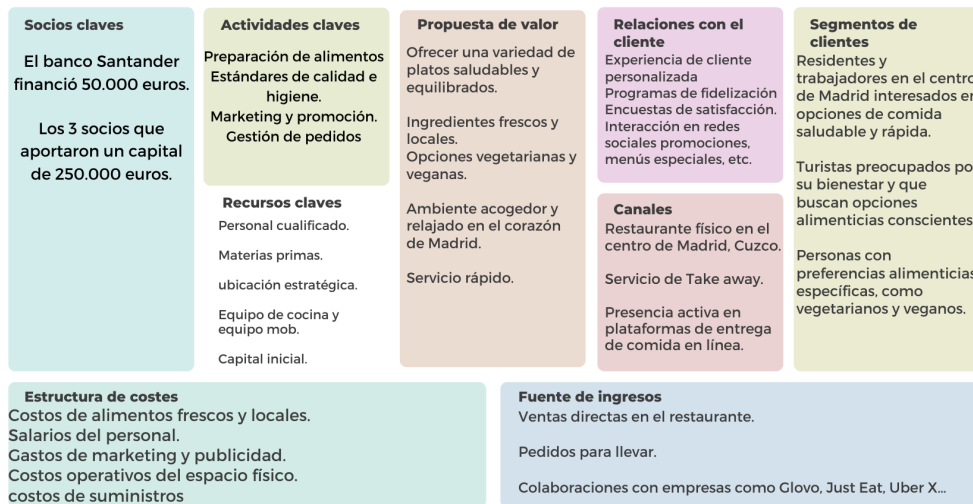 Socios claves
El banco Santander
financió 50.000 euros.
Los 3 socios que
aportaron un capital
de 250.000 euros.
Actividades claves
Preparación de alimentos
Estándares de calidad e
higiene.
Marketing y promoción.
Gestión de pedidos
Recursos claves
Personal cualificado.
Materias primas.
ubicación estratégica.
Equipo de cocina y
equipo mob.
Capital inicial.
Propuesta de valor
Ofrecer una variedad de
platos saludables y
equilibrados.
Ingredientes frescos y
locales.
Opciones vegetarianas y
veganas.
Ambiente acogedor y
relajado en el corazón
de Madrid.
Servicio rápido.
Relaciones con el
cliente
Experiencia de cliente
personalizada
Programas de fidelización
Encuestas de satisfacción.
Interacción en redes
sociales promociones,
menús especiales, etc.
Canales
Restaurante físico en el
centro de Madrid, Cuzco.
Servicio de Take away.
Presencia activa en
plataformas de entrega
de comida en línea.
Segmentos de
clientes
Residentes y
trabajadores en el centro
de Madrid interesados en
opciones de comida
saludable y rápida.
Turistas preocupados po
su bienestar y que
buscan opciones
alimenticias conscientes
Personas con
preferencias alimenticias
específicas, como
vegetarianos y veganos.
Estructura de costes
Costos de alimentos frescos y locales.
Salarios del personal.
Gastos de marketing y publicidad.
Costos operativos del espacio físico.
costos de suministros
Fuente de ingresos
Ventas directas en el restaurante.
Pedidos para llevar.
Colaboraciones con empresas como Glovo, Just Eat, Uber X...